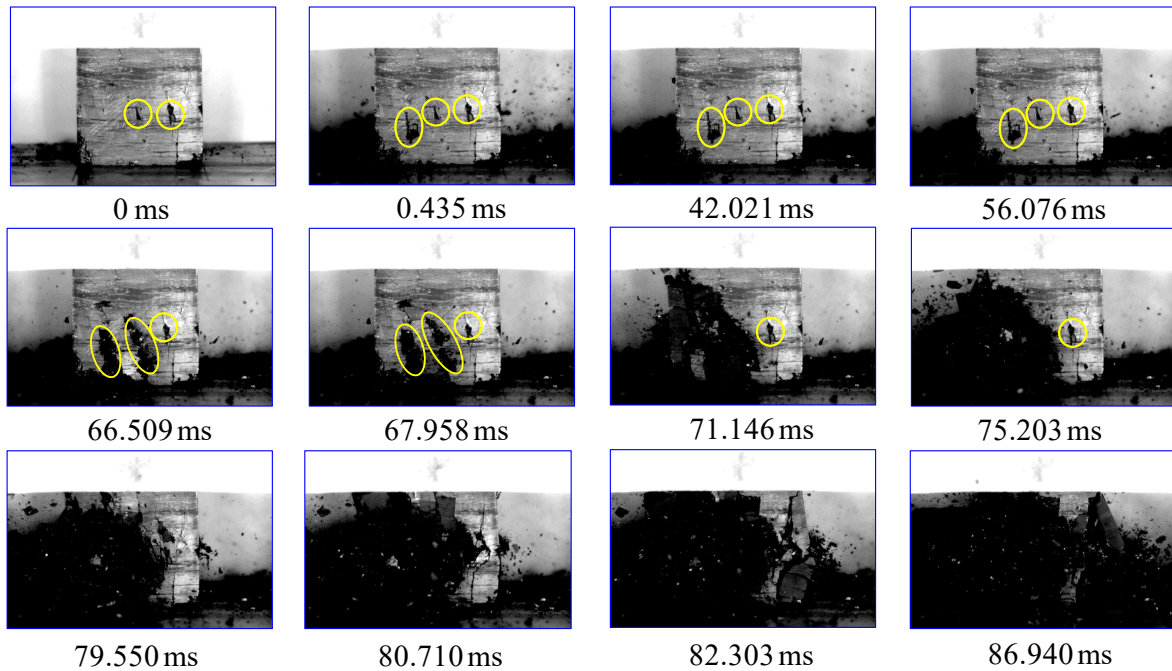 0 ms
0.435 ms
42.021 ms
56.076 ms
66.509 ms
67.958 ms
71.146 ms
75.203 ms
79.550 ms
80.710 ms
82.303 ms
86.940 ms